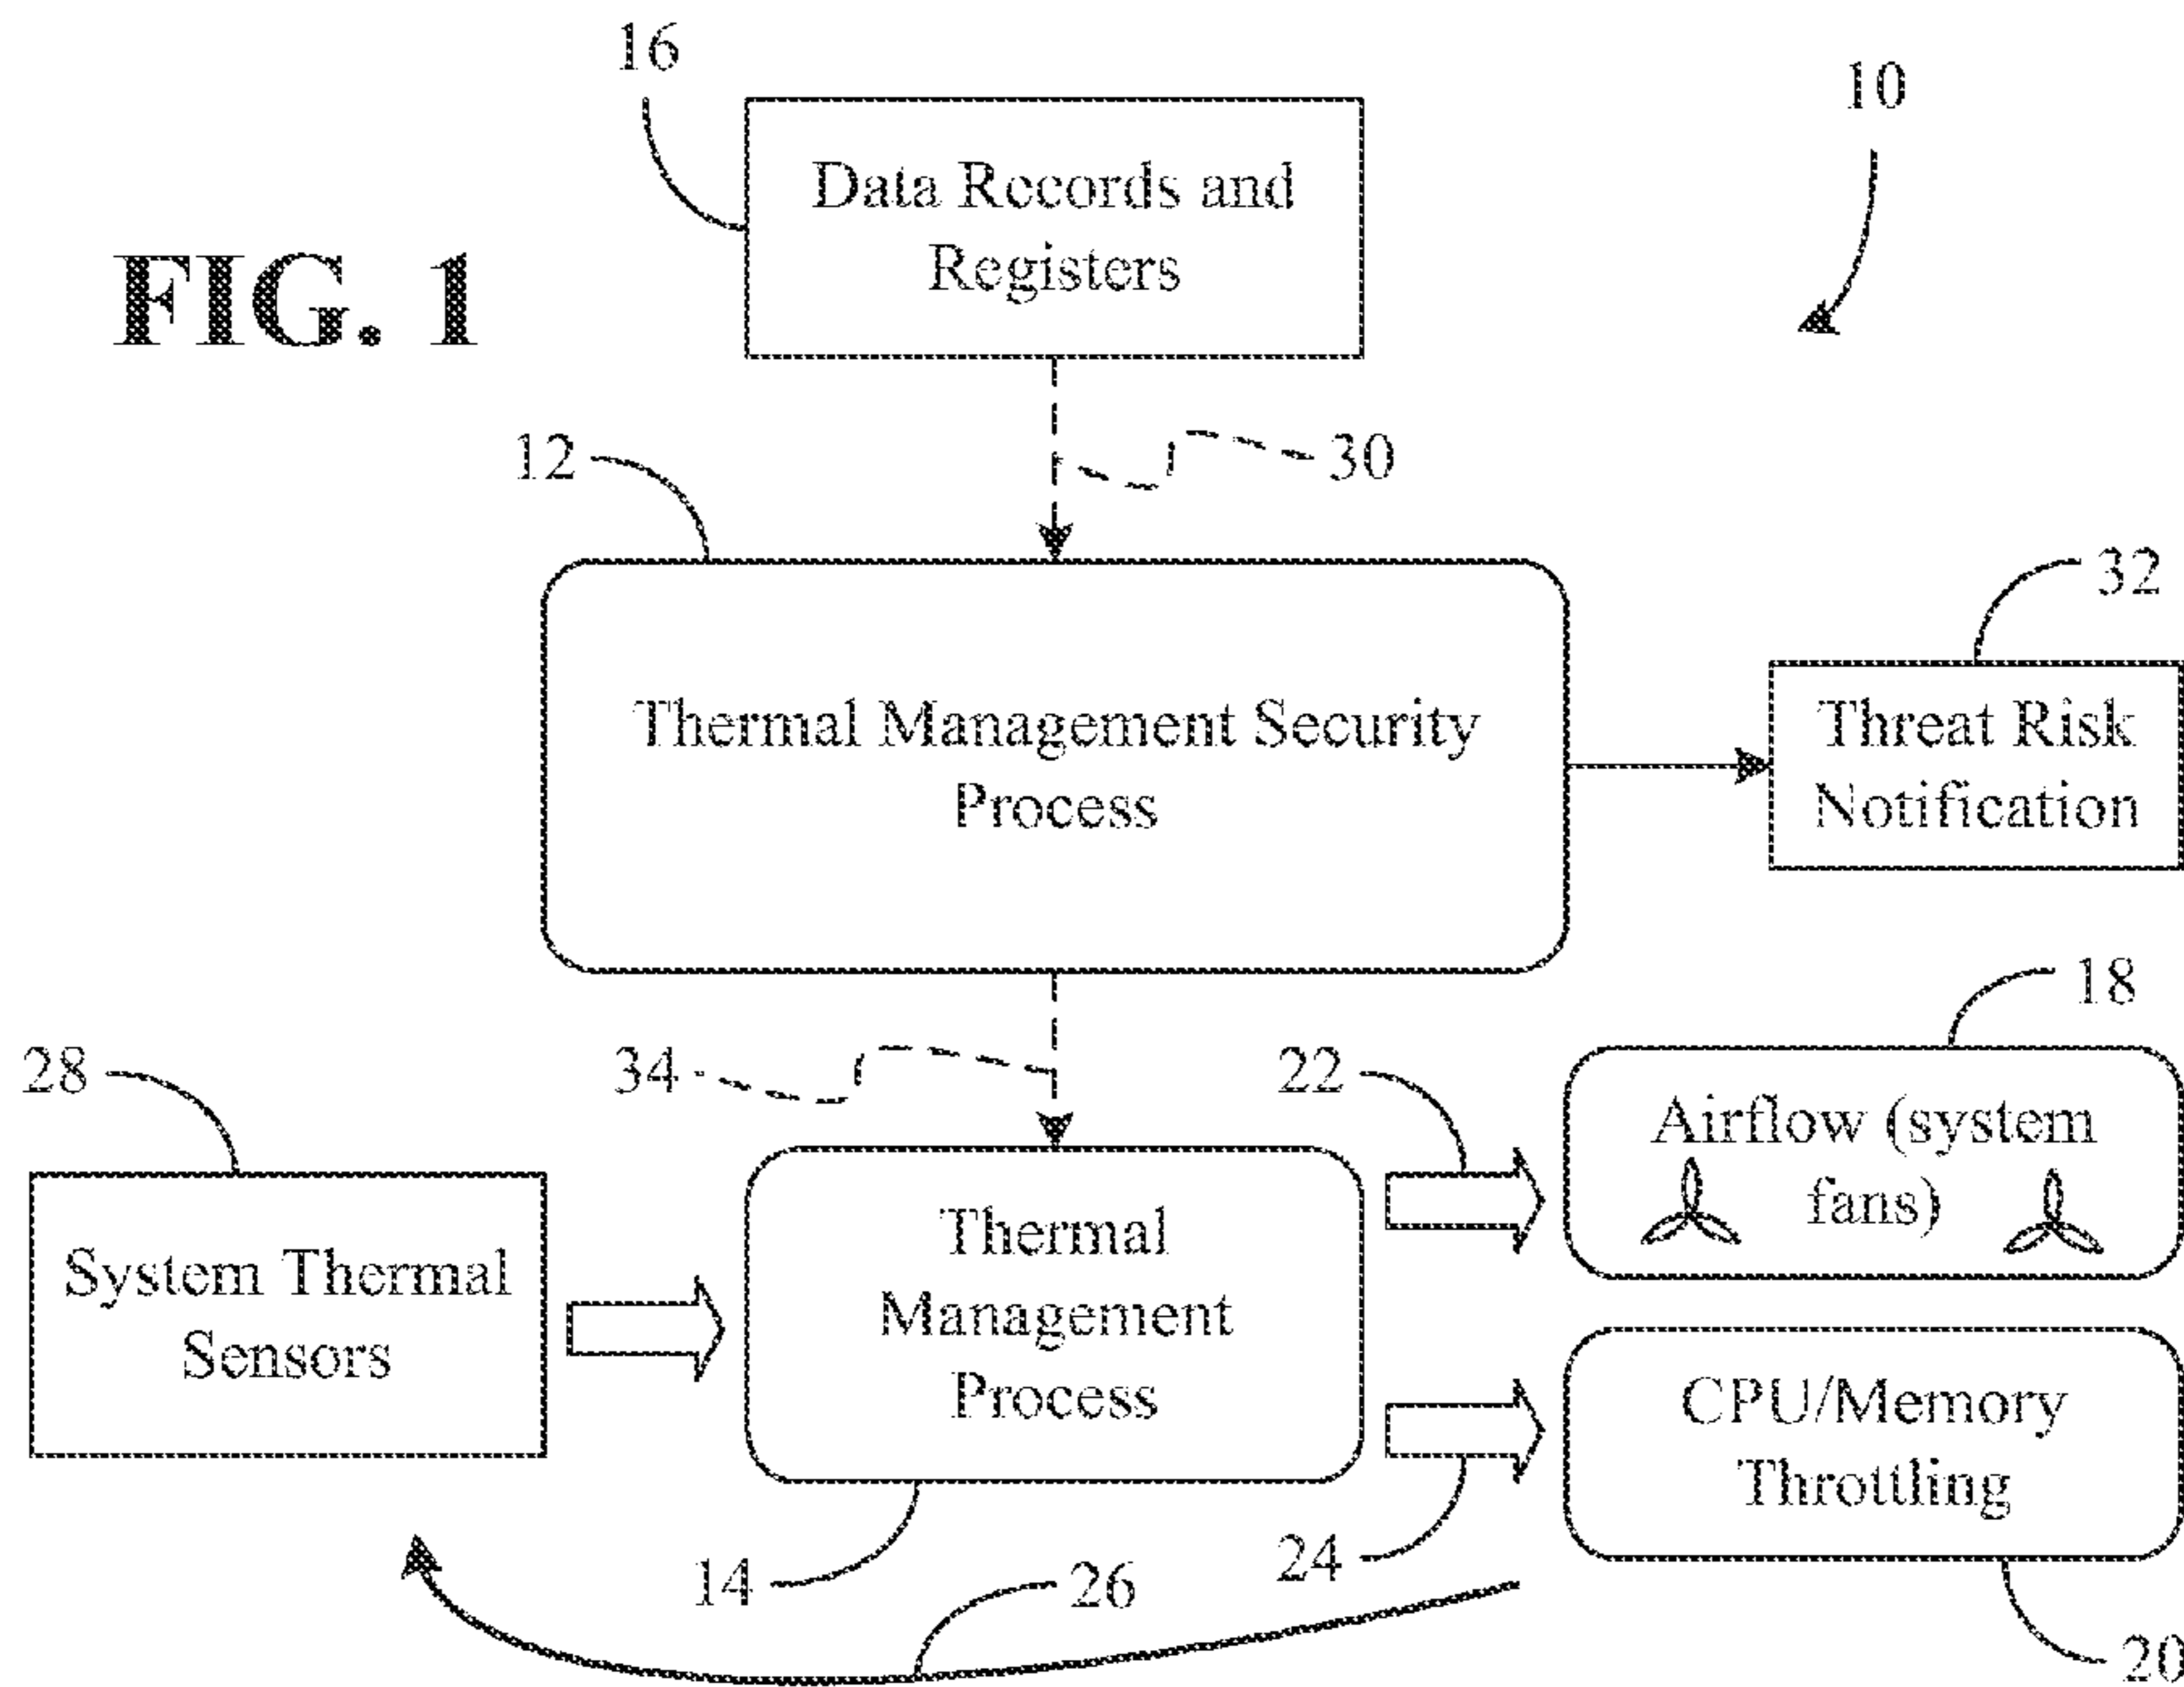 16
10
Data Records and
Registers
FIG. 1
12
30
32
Thermal Management Security
Process
Threat Risk
Notification
18
28
34
22
Airflow (system
fans)
System Thermal
Sensors
Thermal
Management
Process
CPU/Memory
Throttling
14
26
24
20